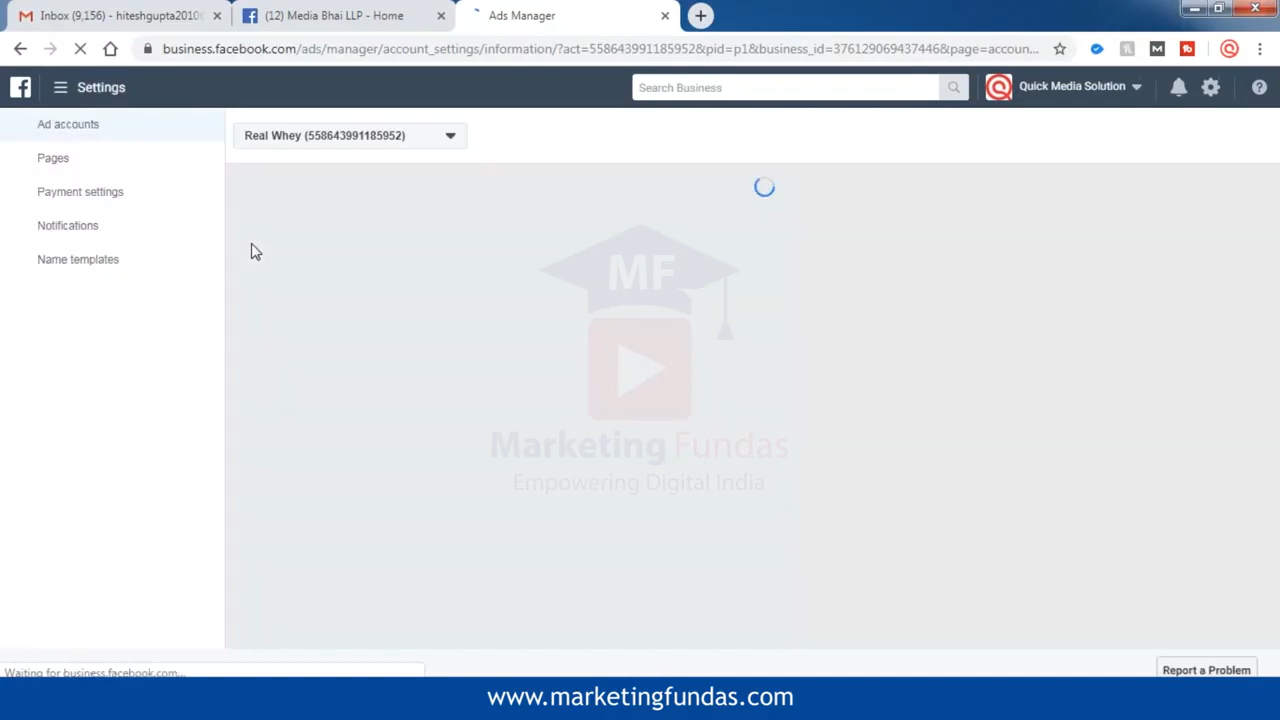 Inbox (9,156) - hiteshgupta2010
(12) Media Bhai LLP - Home
Ads Manager
business.facebook.com/ads/manager/account_settings/information/?act=558643991185952&pid=p1&business_id=376129069437446&page=accoun...
Settings
Search Business
Quick Media Solution
Ad accounts
Real Whey (558643991185952)
Pages
Payment settings
Notifications
Name templates
MF
Marketing Fundas
Empowering Digital India
Waiting for business.facebook.com...
Report a Problem
www.marketingfundas.com